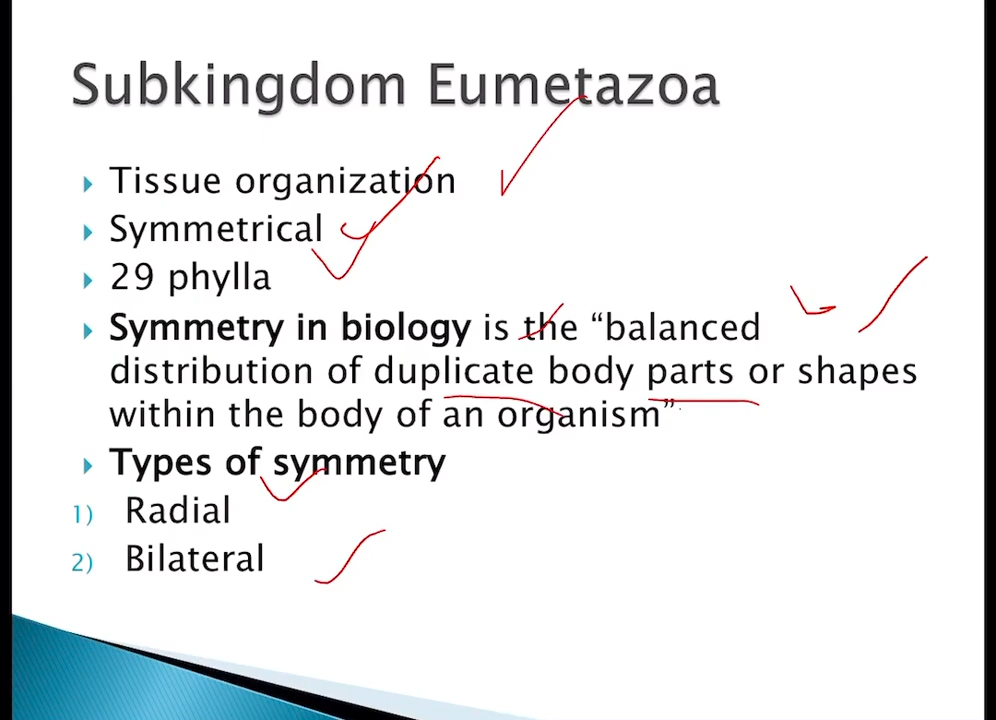 Subkingdom Eumetazoa
Tissue organization
Symmetrical
29 phylla
Symmetry in biology is the “balanced
distribution of duplicate body parts or shapes
within the body of an organism”
Types of symmetry
1) Radial
2) Bilateral